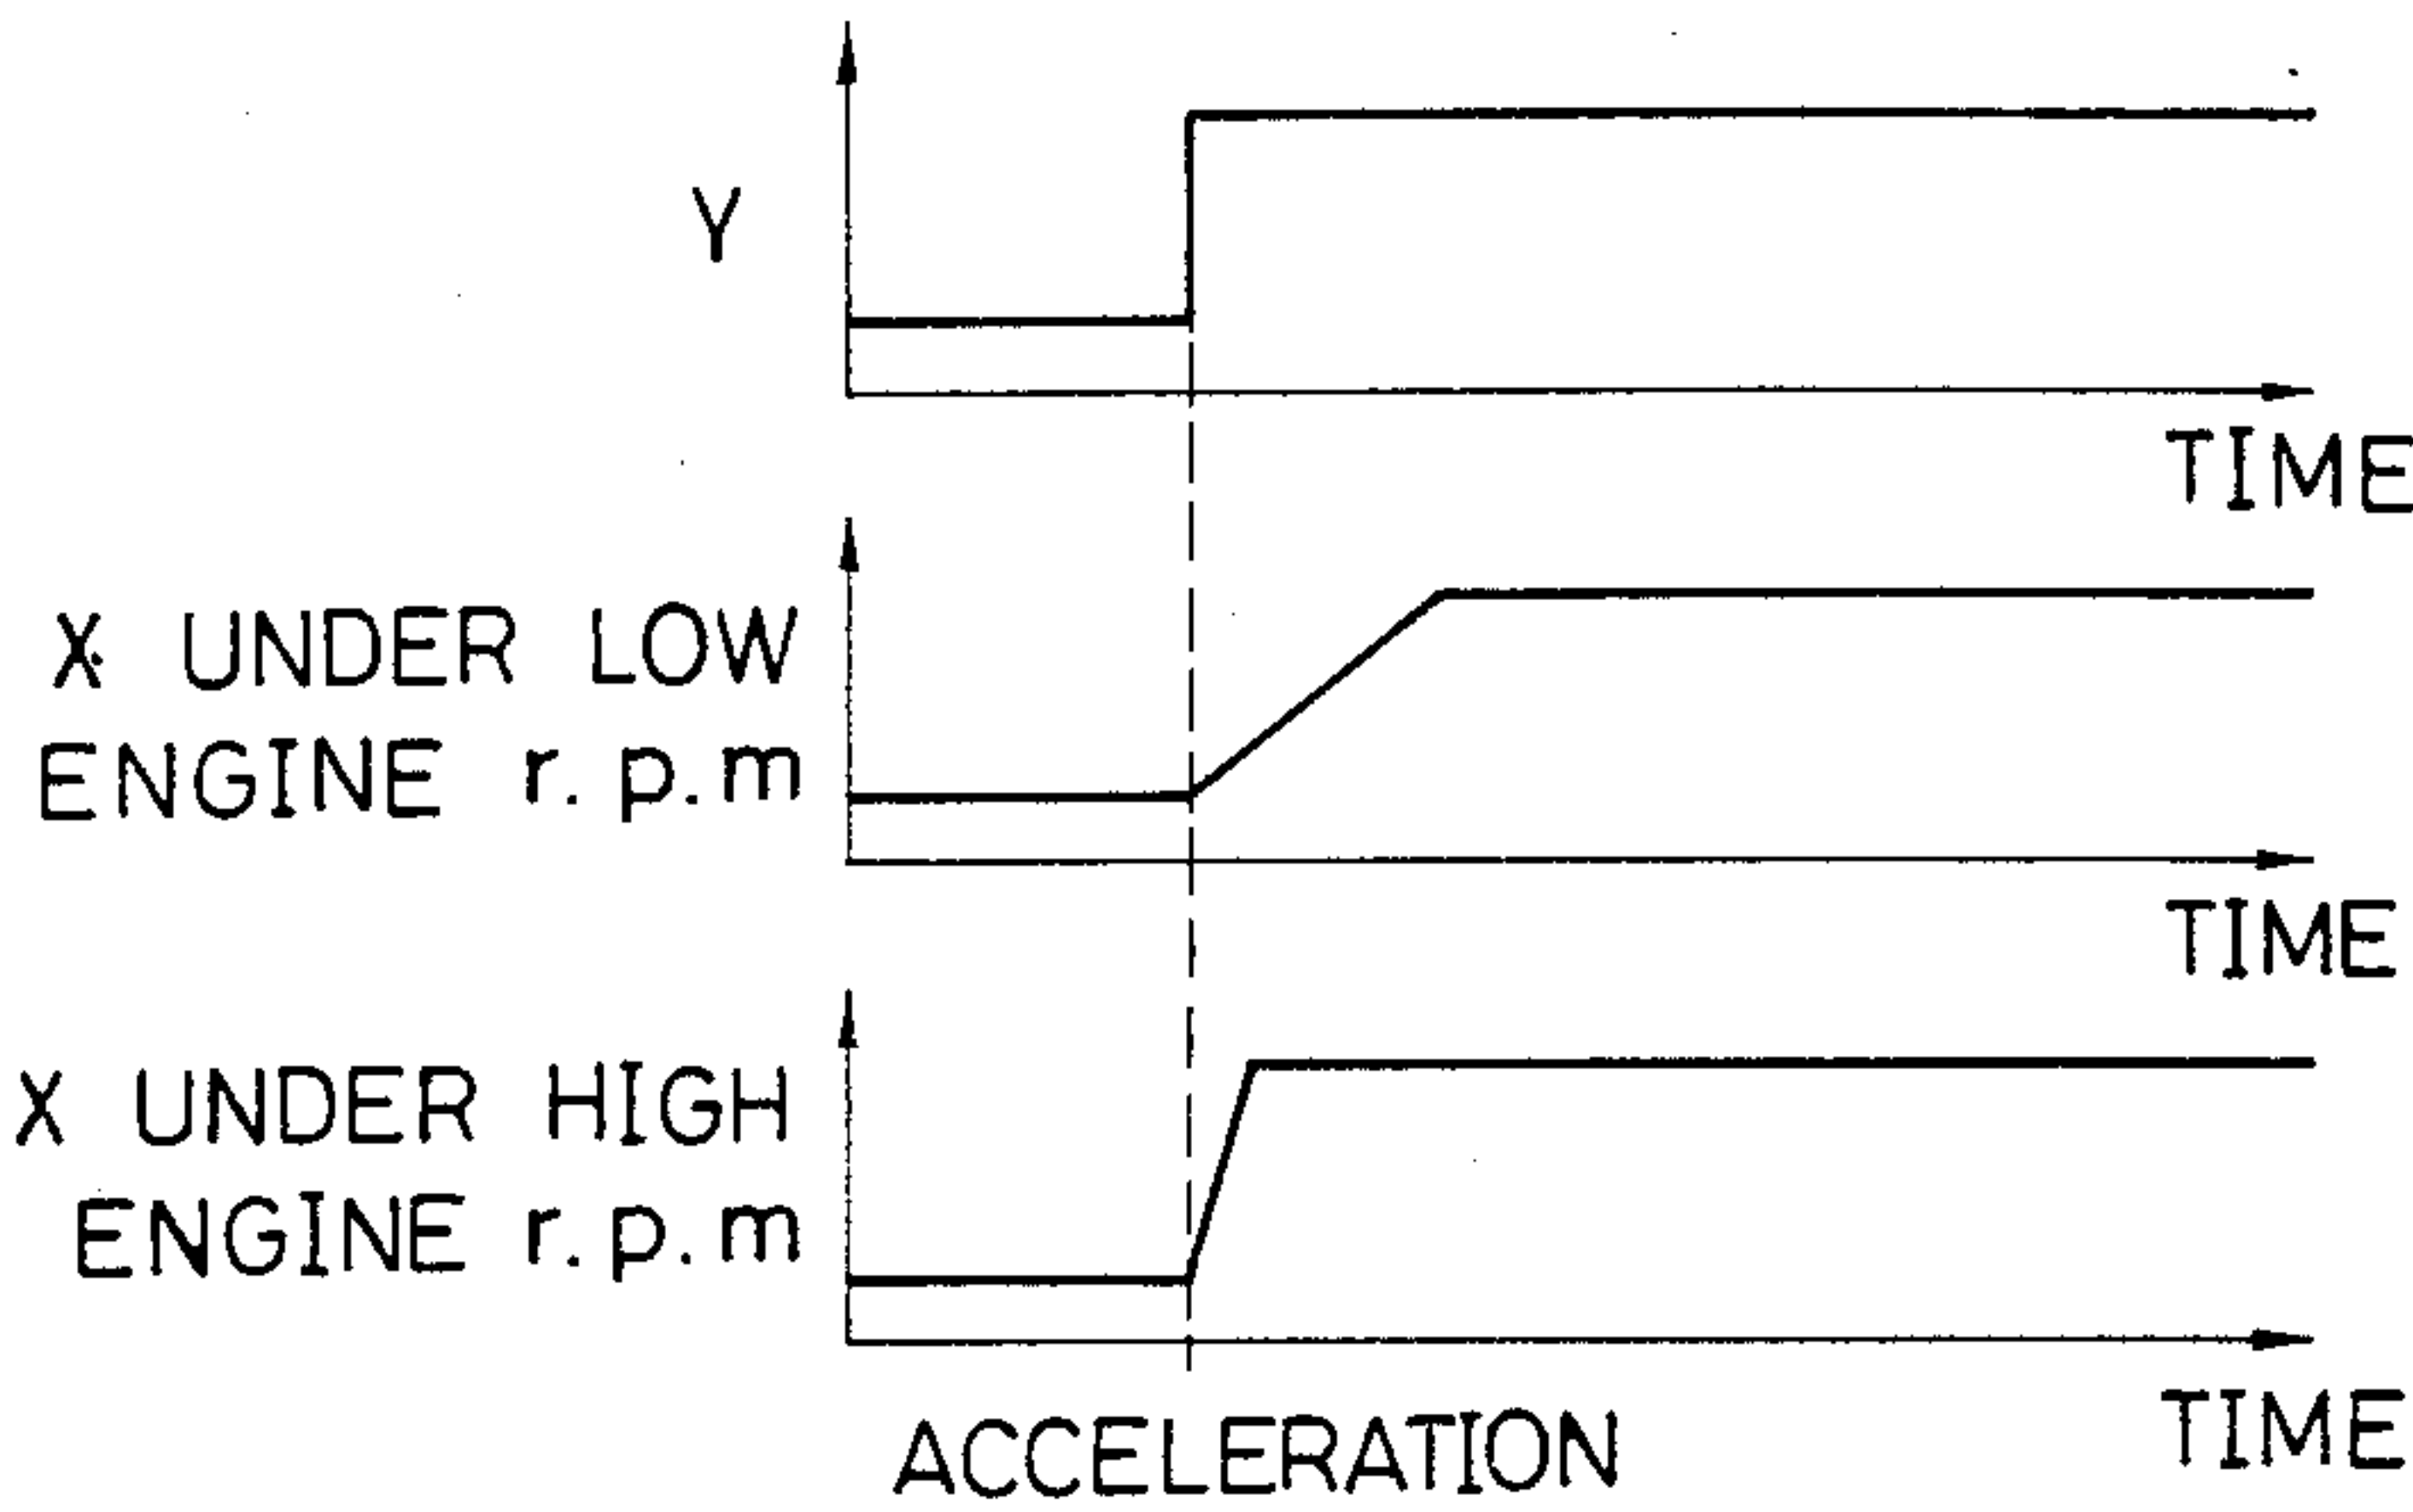 Y
TIME
X UNDER LOW
ENGINE r.p.m
TIME
X UNDER HIGH
ENGINE r.p.m
TIME
ACCELERATION